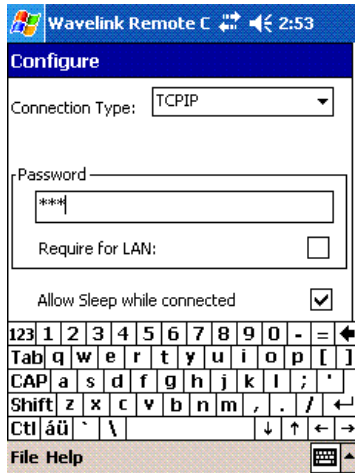 Wavelink Remote C 2:53
Configure
Connection Type: TCPIP
Password
***
Require for LAN:
Allow Sleep while connected
123 1 2 3 4 5 6 7 8 9 0 - =
Tab q w e r t y u i o p [ ]
CAP a s d f g h j k l ; '
Shift z x c v b n m , . /
Ctl áü ` \ ↓ ↑ ← →
File Help